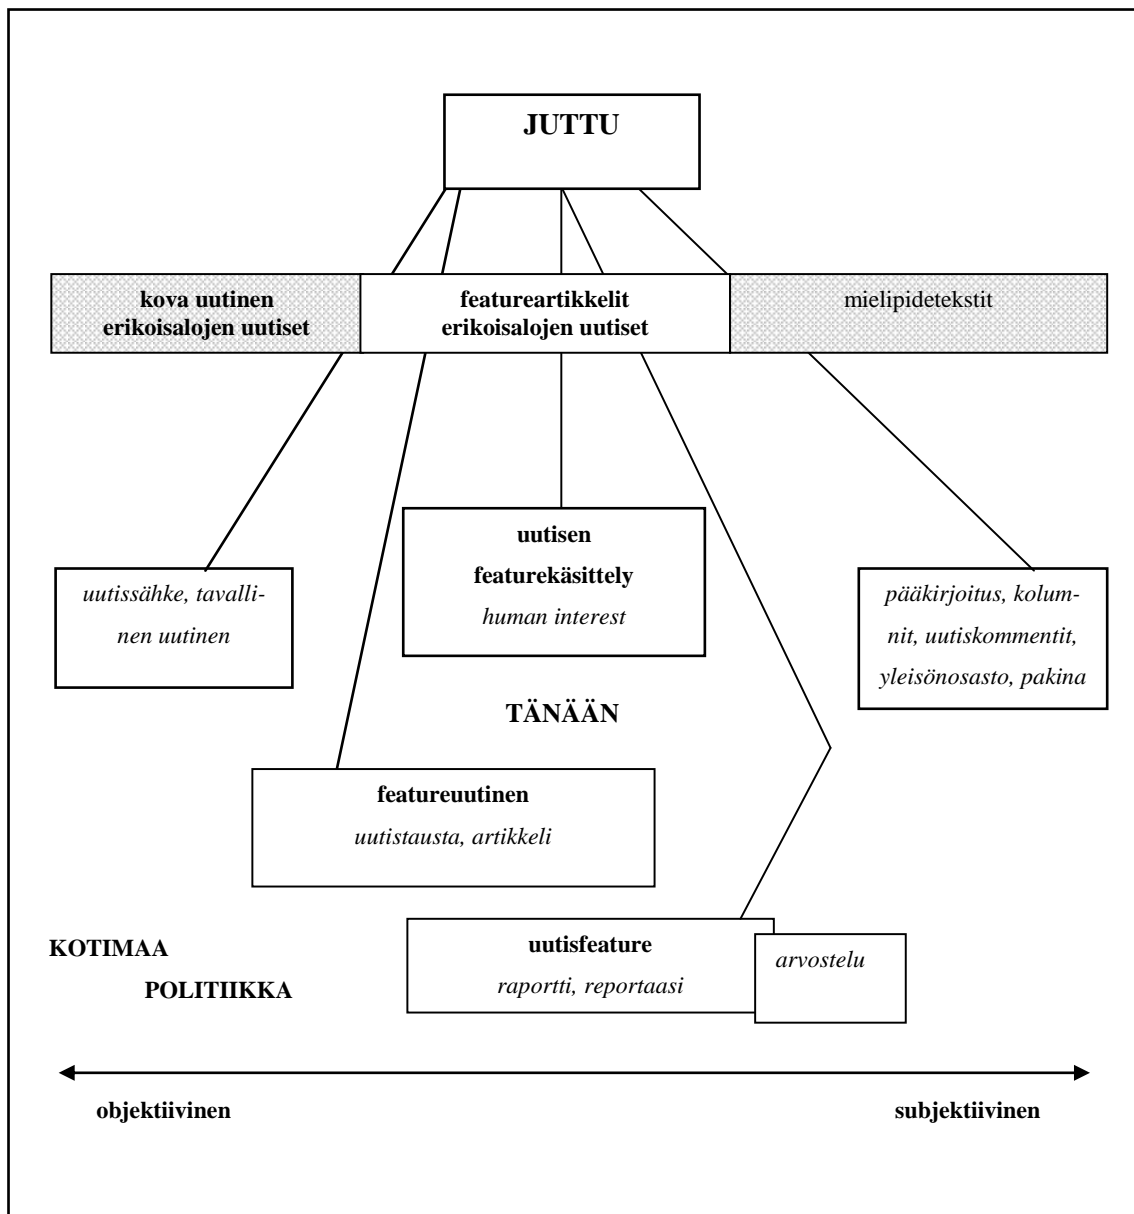 JUTTU
kova uutinen
erikoisalojen uutiset
featureartikkelit
erikoisalojen uutiset
mielipidetekstit
uutisen
featurekäsittely
human interest
uutissähke, tavalli-
nen uutinen
pääkirjoitus, kolum-
nit, uutiskommentit,
yleisönosasto, pakina
TÄNÄÄN
featureuutinen
uutistausta, artikkeli
KOTIMAA
POLITIIKKA
uutisfeature
raportti, reportaasi
arvostelu
objektiivinen
subjektiivinen